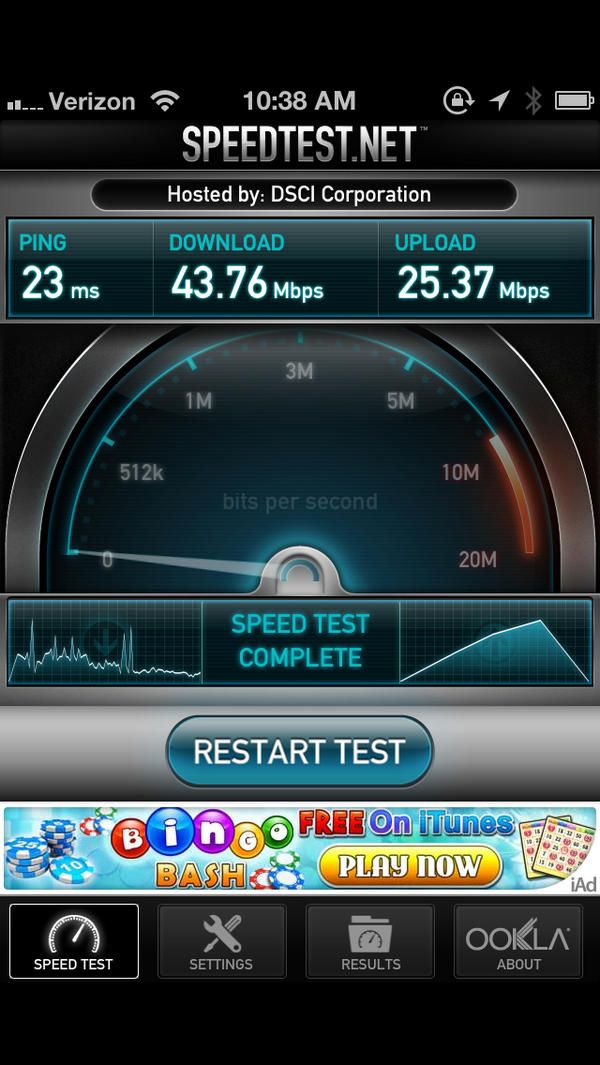 Verizon 10:38 AM
SPEEDTEST.NET™
Hosted by: DSCI Corporation
PING DOWNLOAD UPLOAD
23 ms 43.76 Mbps 25.37 Mbps
3M
1M 5M
512k 10M
bits per second
0 20M
SPEED TEST
COMPLETE
RESTART TEST
BiNGO FREE On iTunes
BASH PLAY NOW
iAd
OOKLA
SPEED TEST SETTINGS RESULTS ABOUT